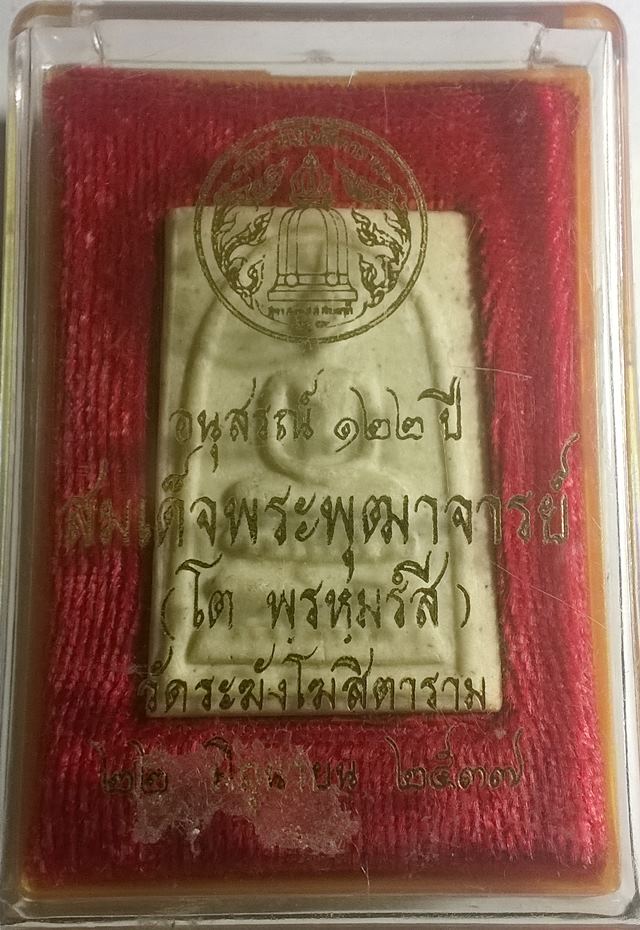 อนุสรณ์ ๑๒๒ ปี
สมเด็จพระพุฒาจารย์
(โต พรหมรํสี)
วัดระฆังโฆสิตาราม
๒๒ มิถุนายน ๒๕๓๗